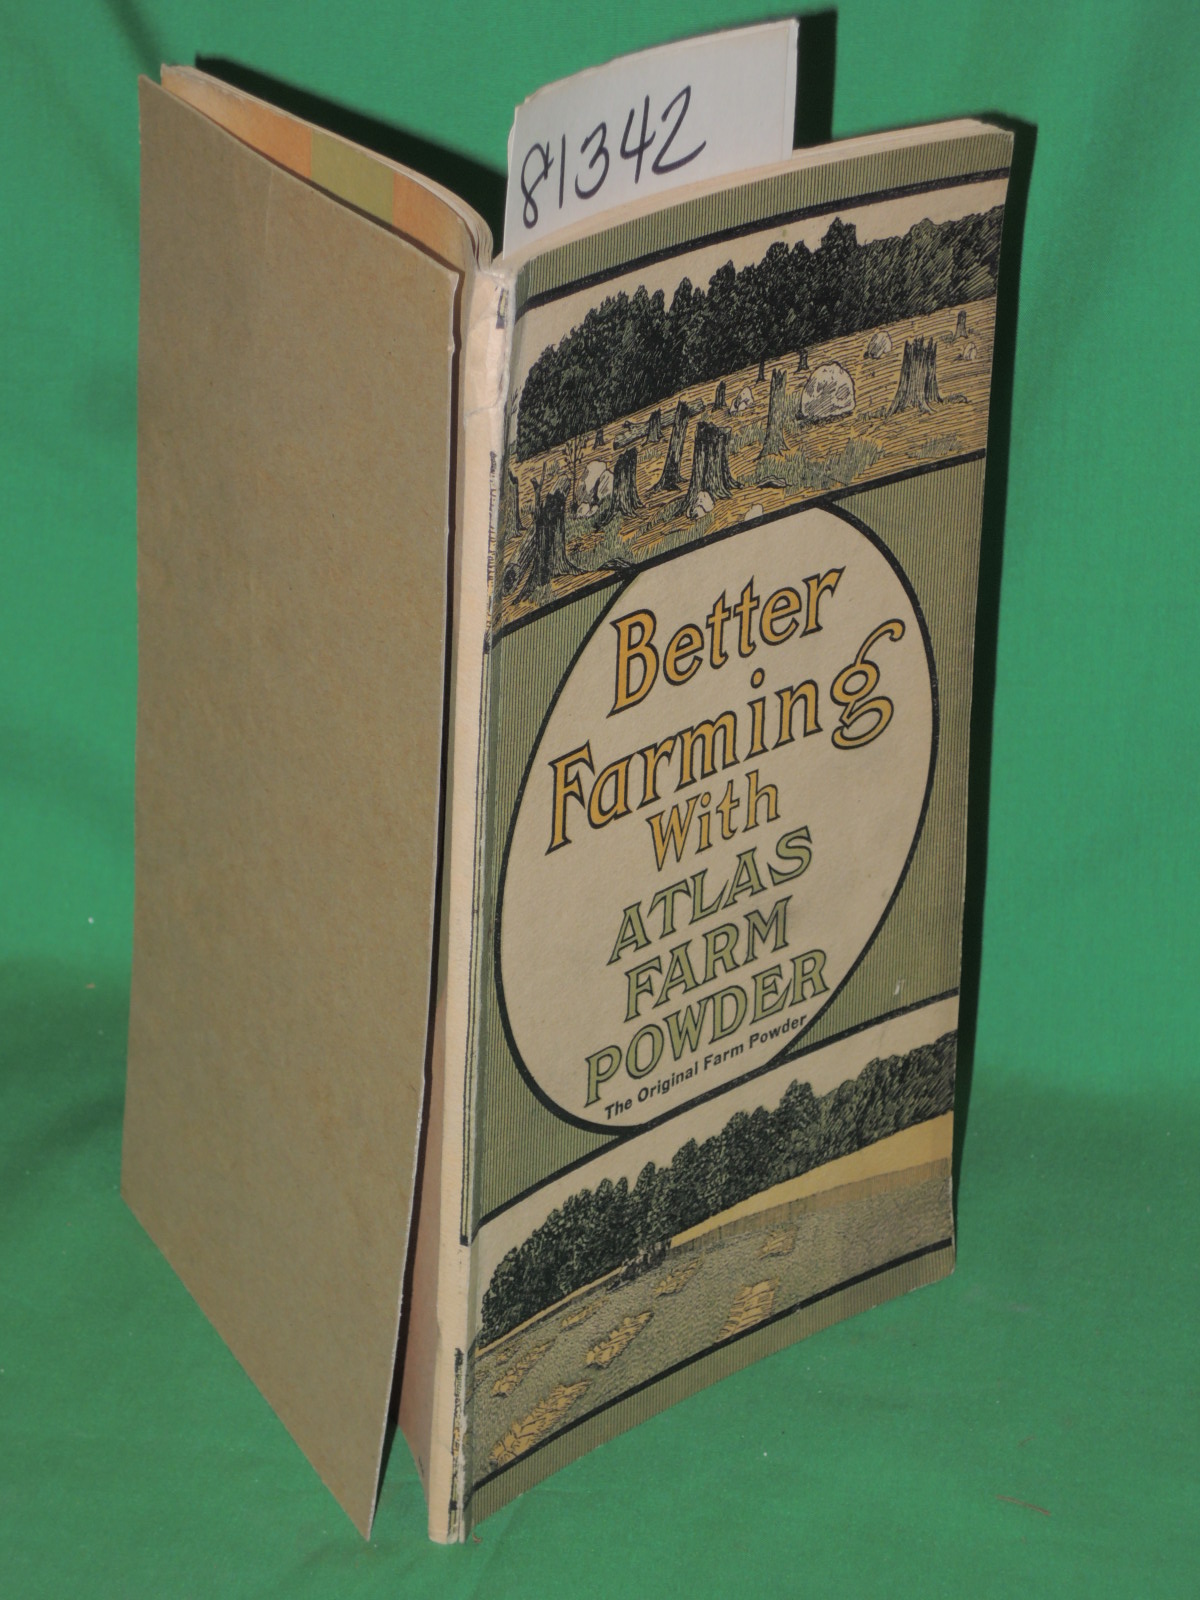 81342
Better
Farming
With
ATLAS
FARM
POWDER
The Original Farm Powder